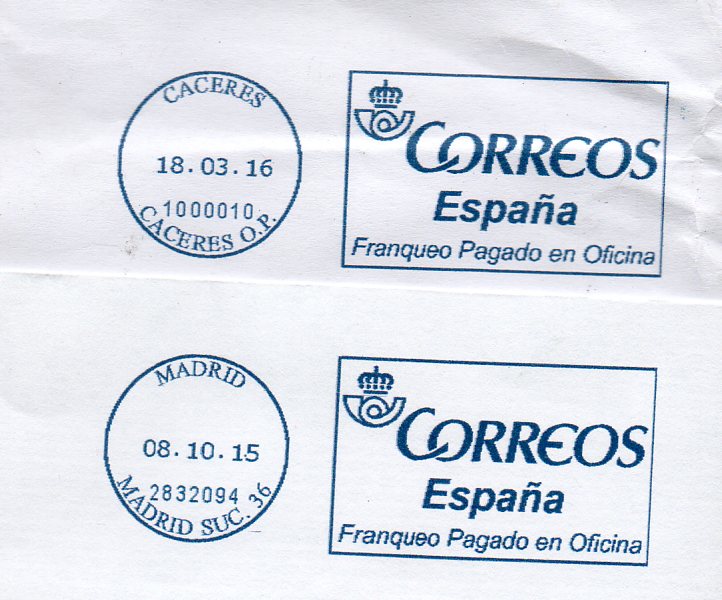 CACERES
18.03.16
1000010
CACERES O.P.
CORREOS
España
Franqueo Pagado en Oficina
MADRID
08.10.15
2832094
MADRID SUC. 36
CORREOS
España
Franqueo Pagado en Oficina